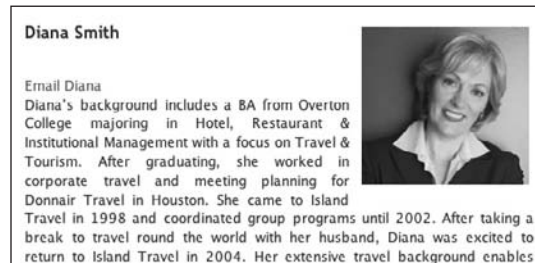 Diana Smith
Email Diana
Diana's background includes a BA from Overton
College majoring in Hotel, Restaurant &
Institutional Management with a focus on Travel &
Tourism. After graduating, she worked in
corporate travel and meeting planning for
Donnair Travel in Houston. She came to Island
Travel in 1998 and coordinated group programs until 2002. After taking a
break to travel round the world with her husband, Diana was excited to
return to Island Travel in 2004. Her extensive travel background enables